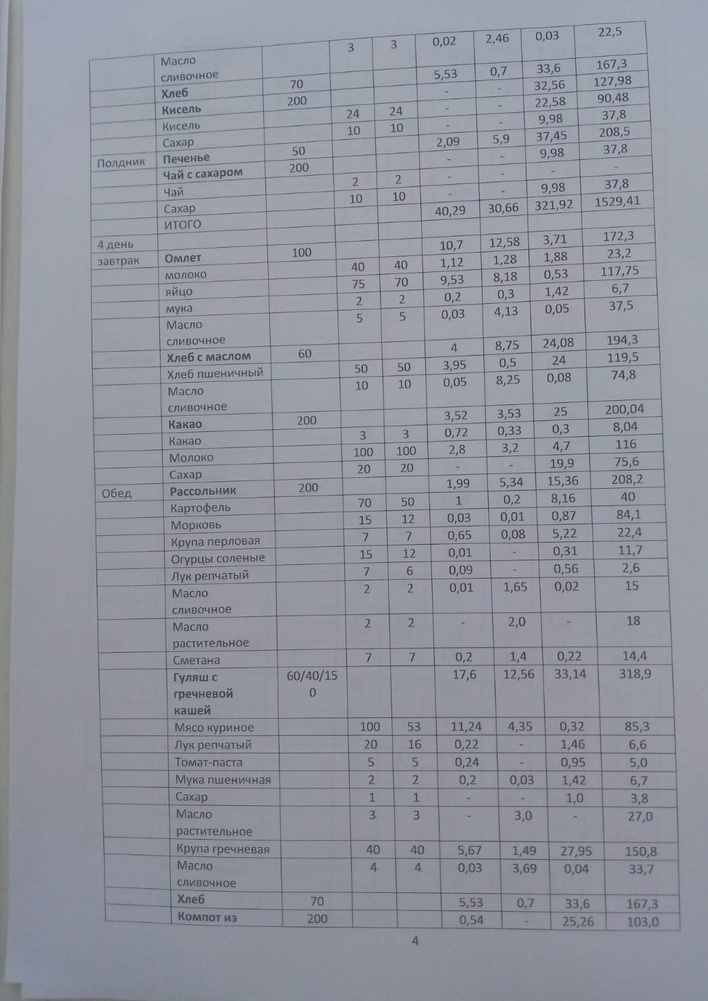 Масло 3 3 0,02 2,46 0,03 22,5
сливочное
Хлеб 70 5,53 0,7 33,6 167,3
Кисель 200 - - 32,56 127,98
Кисель 24 24 - - 22,58 90,48
Сахар 10 10 - - 9,98 37,8
Полдник Печенье 50 2,09 5,9 37,45 208,5
Чай с сахаром 200 - - 9,98 37,8
Чай 2 2 - - - -
Сахар 10 10 - - 9,98 37,8
ИТОГО 40,29 30,66 321,92 1529,41
4 день
завтрак Омлет 100 10,7 12,58 3,71 172,3
молоко 40 40 1,12 1,28 1,88 23,2
яйцо 75 70 9,53 8,18 0,53 117,75
мука 2 2 0,2 0,3 1,42 6,7
Масло 5 5 0,03 4,13 0,05 37,5
сливочное
Хлеб с маслом 60 4 8,75 24,08 194,3
Хлеб пшеничный 50 50 3,95 0,5 24 119,5
Масло 10 10 0,05 8,25 0,08 74,8
сливочное
Какао 200 3,52 3,53 25 200,04
Какао 3 3 0,72 0,33 0,3 8,04
Молоко 100 100 2,8 3,2 4,7 116
Сахар 20 20 - - 19,9 75,6
Обед Рассольник 200 1,99 5,34 15,36 208,2
Картофель 70 50 1 0,2 8,16 40
Морковь 15 12 0,03 0,01 0,87 84,1
Крупа перловая 7 7 0,65 0,08 5,22 22,4
Огурцы соленые 15 12 0,01 - 0,31 11,7
Лук репчатый 7 6 0,09 - 0,56 2,6
Масло 2 2 0,01 1,65 0,02 15
сливочное
Масло 2 2 - 2,0 - 18
растительное
Сметана 7 7 0,2 1,4 0,22 14,4
Гуляш с 60/40/15 17,6 12,56 33,14 318,9
гречневой 0
кашей
Мясо куриное 100 53 11,24 4,35 0,32 85,3
Лук репчатый 20 16 0,22 - 1,46 6,6
Томат-паста 5 5 0,24 - 0,95 5,0
Мука пшеничная 2 2 0,2 0,03 1,42 6,7
Сахар 1 1 - - 1,0 3,8
Масло 3 3 - 3,0 - 27,0
растительное
Крупа гречневая 40 40 5,67 1,49 27,95 150,8
Масло 4 4 0,03 3,69 0,04 33,7
сливочное
Хлеб 70 5,53 0,7 33,6 167,3
Компот из 200 0,54 - 25,26 103,0
4